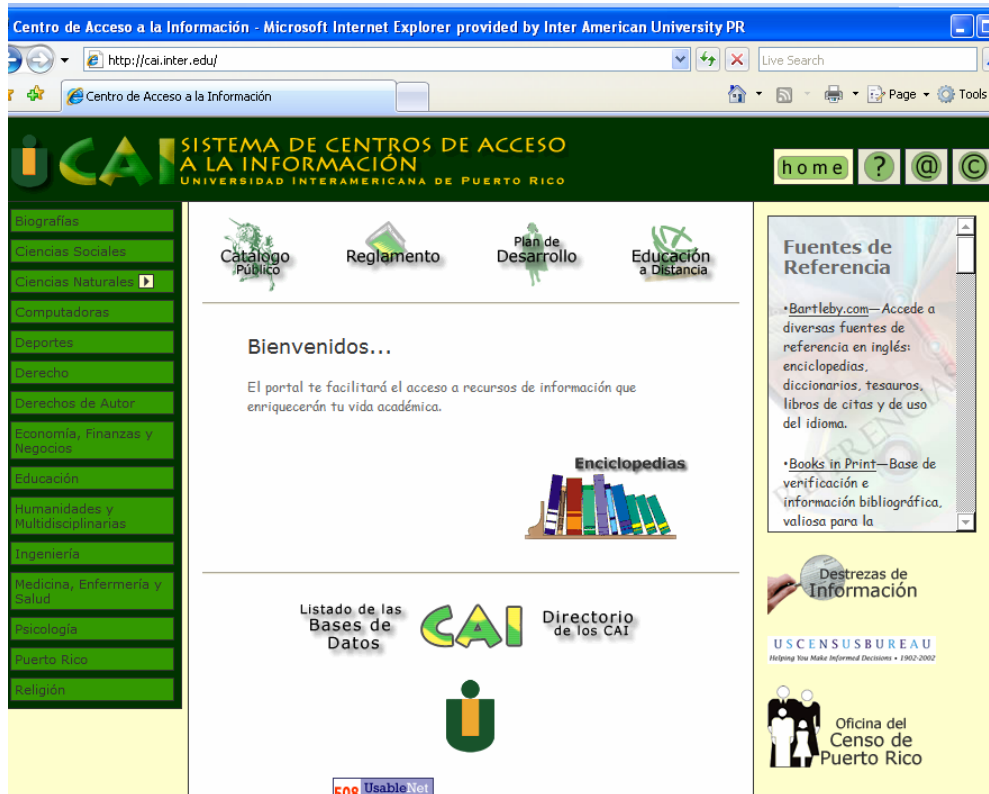 Centro de Acceso a la Información - Microsoft Internet Explorer provided by Inter American University PR
http://cai.inter.edu/
Live Search
Centro de Acceso a la Información
Page
Tools
CAI
SISTEMA DE CENTROS DE ACCESO
A LA INFORMACIÓN
UNIVERSIDAD INTERAMERICANA DE PUERTO RICO
home
?
@
©
Biografías
Ciencias Sociales
Ciencias Naturales
Computadoras
Deportes
Derecho
Derechos de Autor
Economía, Finanzas y
Negocios
Educación
Humanidades y
Multidisciplinarias
Ingeniería
Medicina, Enfermería y
Salud
Psicología
Puerto Rico
Religión
Catálogo
Público
Reglamento
Plan de
Desarrollo
Educación
a Distancia
Bienvenidos...
El portal te facilitará el acceso a recursos de información que
enriquecerán tu vida académica.
Enciclopedias
Listado de las
Bases de
Datos
CAI
Directorio
de los CAI
508 UsableNet
Fuentes de
Referencia
•Bartleby.com—Accede a
diversas fuentes de
referencia en inglés:
enciclopedias,
diccionarios, tesauros,
libros de citas y de uso
del idioma.
•Books in Print—Base de
verificación e
información bibliográfica,
valiosa para la
REFERENCIA
Destrezas de
Información
USCENSUSBUREAU
Helping You Make Informed Decisions • 1902-2002
Oficina del
Censo de
Puerto Rico